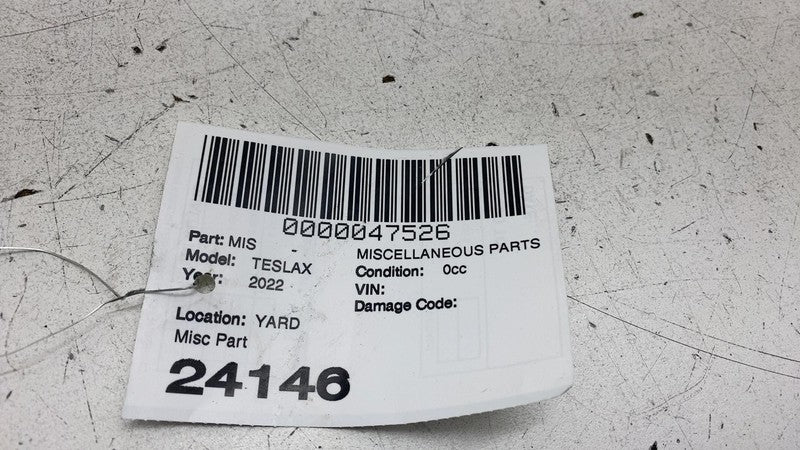 0000047526
Part: MIS - MISCELLANEOUS PARTS
Model: TESLAX Condition: 0cc
Year: 2022 VIN:
Damage Code:
Location: YARD
Misc Part
24146